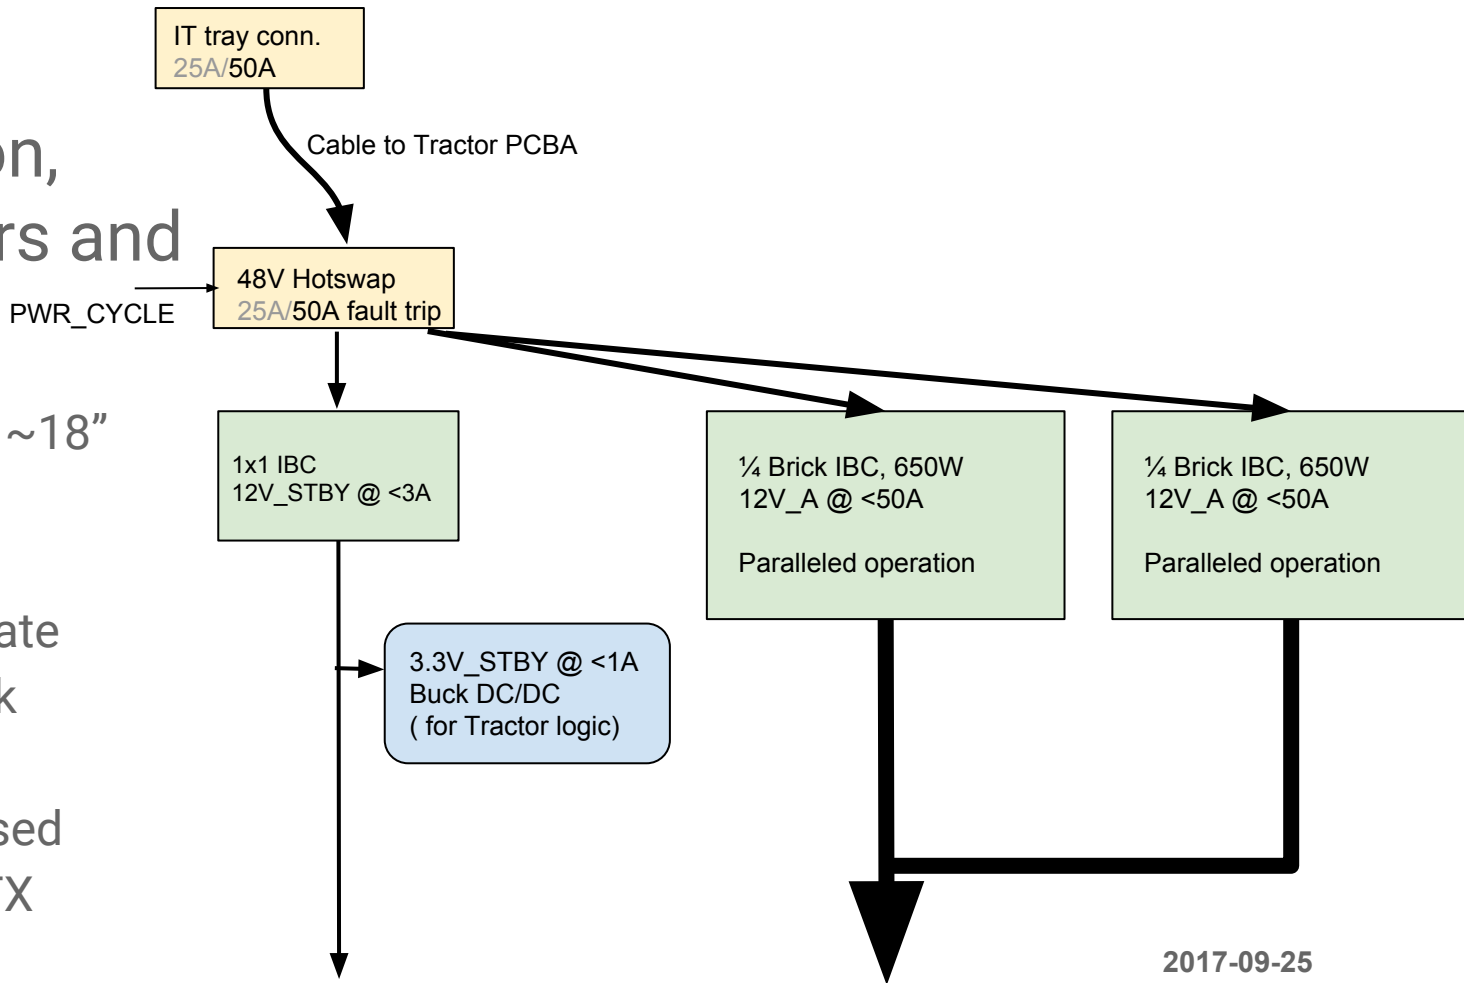 IT tray conn.
25A/50A
Cable to Tractor PCBA
on,
rs and
48V Hotswap
25A/50A fault trip
PWR_CYCLE
~18”
1x1 IBC
12V_STBY @ <3A
¼ Brick IBC, 650W
12V_A @ <50A
Paralleled operation
¼ Brick IBC, 650W
12V_A @ <50A
Paralleled operation
ate
k
3.3V_STBY @ <1A
Buck DC/DC
( for Tractor logic)
sed
TX
2017-09-25